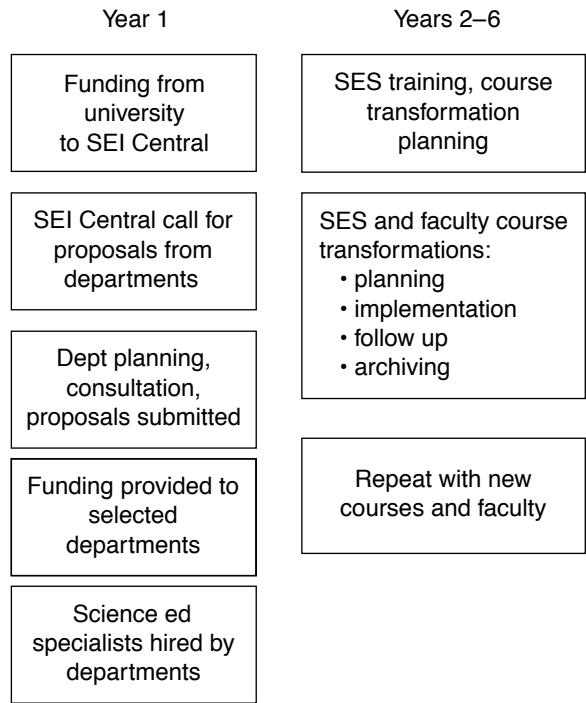 Year 1
Funding from
university
to SEI Central
SEI Central call for
proposals from
departments
Dept planning,
consultation,
proposals submitted
Funding provided to
selected
departments
Science ed
specialists hired by
departments
Years 2–6
SES training, course
transformation
planning
SES and faculty course
transformations:
• planning
• implementation
• follow up
• archiving
Repeat with new
courses and faculty